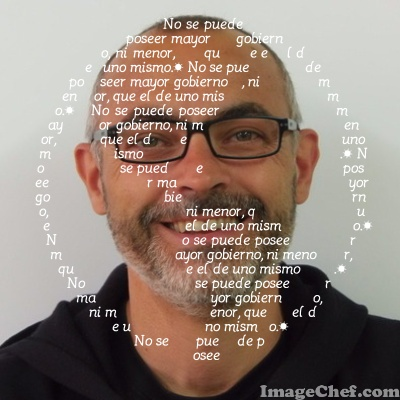 No se puede
poseer mayor gobiern
o, ni menor, qu e e l d
e uno mismo.✸ No se pue de
po seer mayor gobierno , ni m
en or, que el de uno mis m
o.✸ No se puede poseer m
ay or gobierno, ni m en
or, que el d e uno
m ismo .✸ N
o se pued e pos
ee r ma yor
go bie rn
o, ni menor, q u
e el de uno mism o.✸
N o se puede posee r
m ayor gobierno, ni meno r,
qu e el de uno mismo .✸
No se puede poseer r
ma yor gobiern o,
ni m enor, que el d
e u no mism o.✸
No se pue de p
osee
ImageChef.com